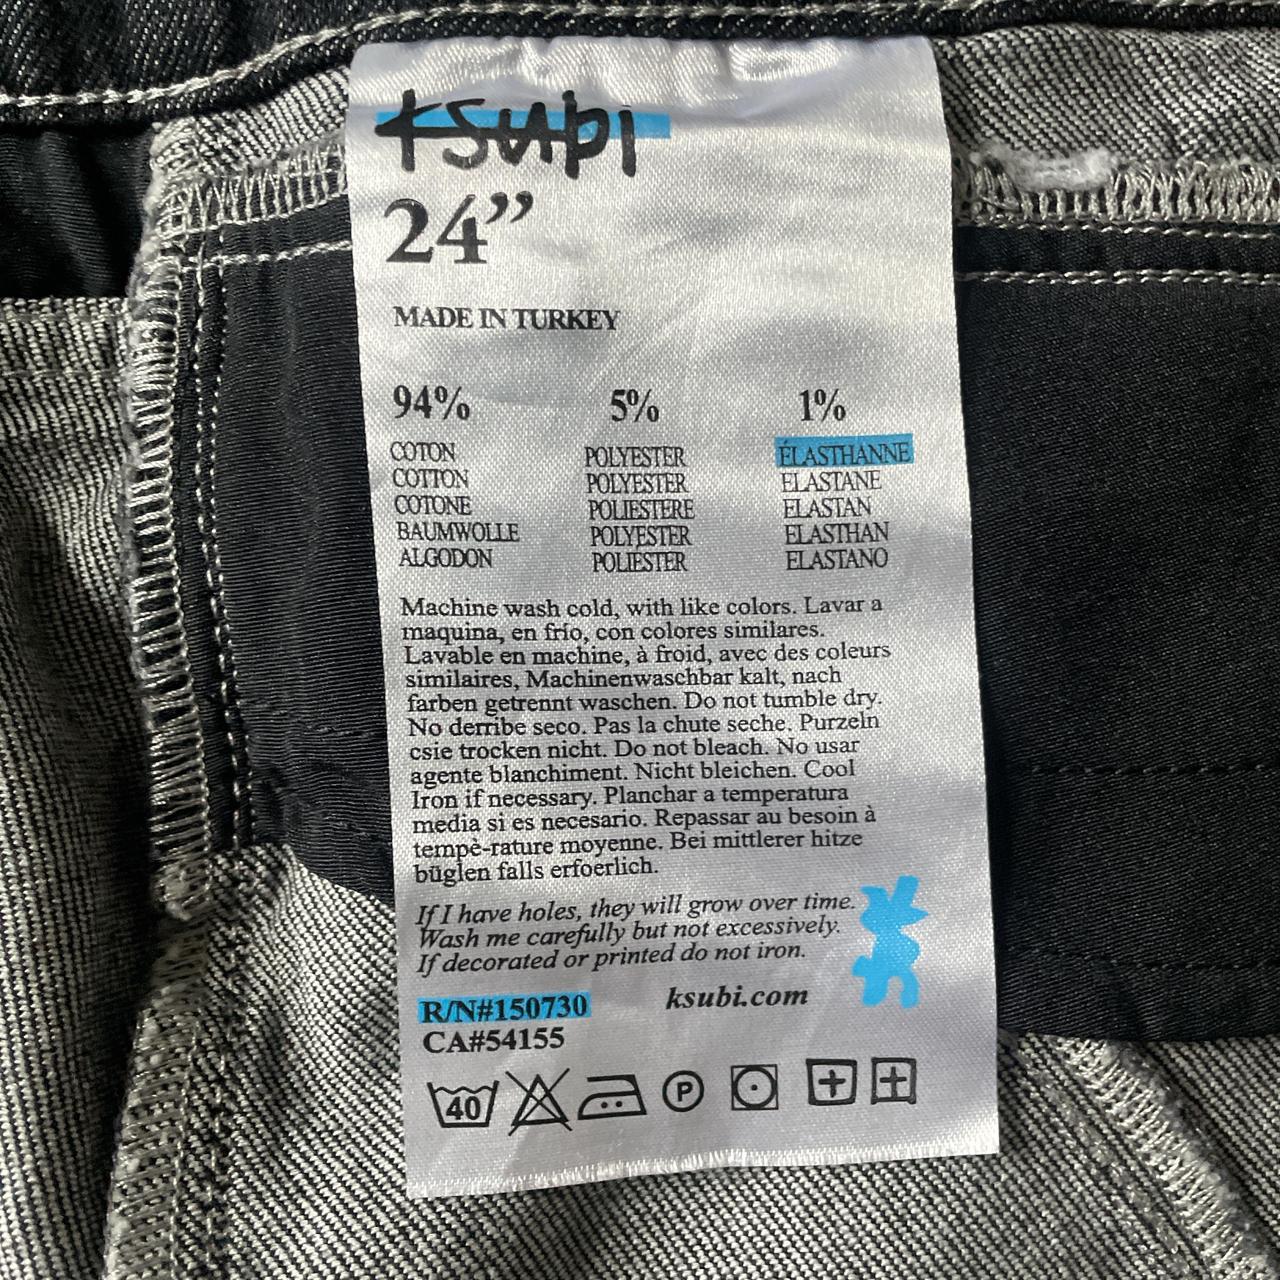 ksubi
24”
MADE IN TURKEY
94% 5% 1%
COTON POLYESTER ÉLASTHANNE
COTTON POLYESTER ELASTANE
COTONE POLIESTERE ELASTAN
BAUMWOLLE POLYESTER ELASTHAN
ALGODON POLIESTER ELASTANO
Machine wash cold, with like colors. Lavar a
maquina, en frío, con colores similares.
Lavable en machine, à froid, avec des coleurs
similaires, Machinenwaschbar kalt, nach
farben getrennt waschen. Do not tumble dry.
No derribe seco. Pas la chute seche. Purzeln
csie trocken nicht. Do not bleach. No usar
agente blanchiment. Nicht bleichen. Cool
Iron if necessary. Planchar a temperatura
media si es necesario. Repassar au besoin à
tempè-rature moyenne. Bei mittlerer hitze
büglen falls erfoerlich.
If I have holes, they will grow over time.
Wash me carefully but not excessively.
If decorated or printed do not iron.
R/N#150730 ksubi.com
CA#54155
40 P